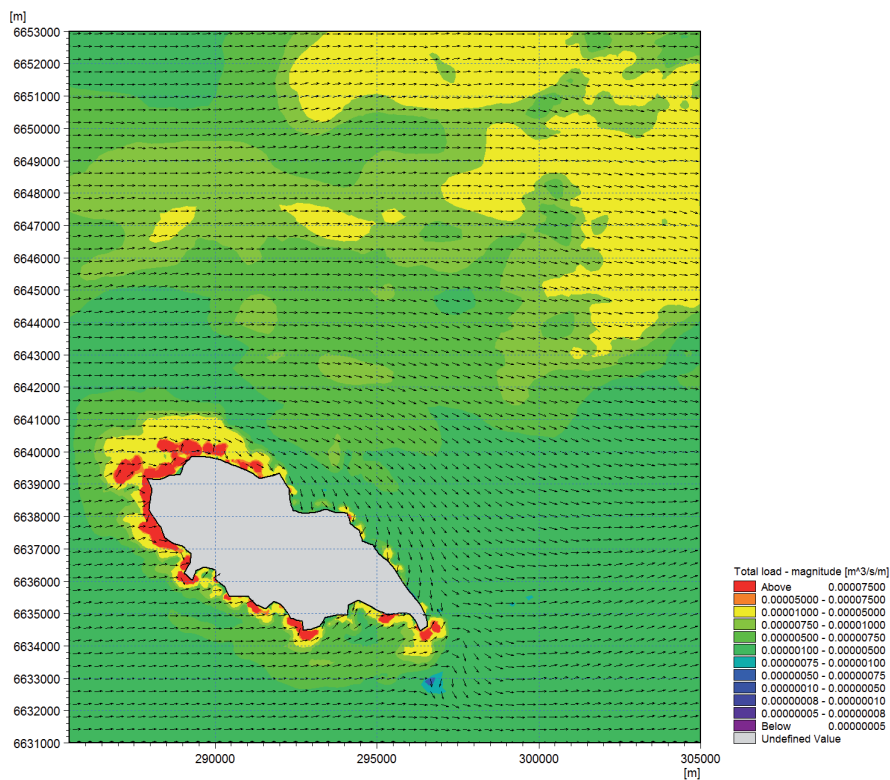 [m]
6653000
6652000
6651000
6650000
6649000
6648000
6647000
6646000
6645000
6644000
6643000
6642000
6641000
6640000
6639000
6638000
6637000
6636000
6635000
6634000
6633000
6632000
6631000
290000 295000 300000 305000
[m]
Total load - magnitude [m^3/s/m]
Above 0.00007500
0.00005000 - 0.00007500
0.00001000 - 0.00005000
0.00000750 - 0.00001000
0.00000500 - 0.00000750
0.00000100 - 0.00000500
0.00000075 - 0.00000100
0.00000050 - 0.00000075
0.00000010 - 0.00000050
0.00000008 - 0.00000010
0.00000005 - 0.00000008
Below 0.00000005
Undefined Value